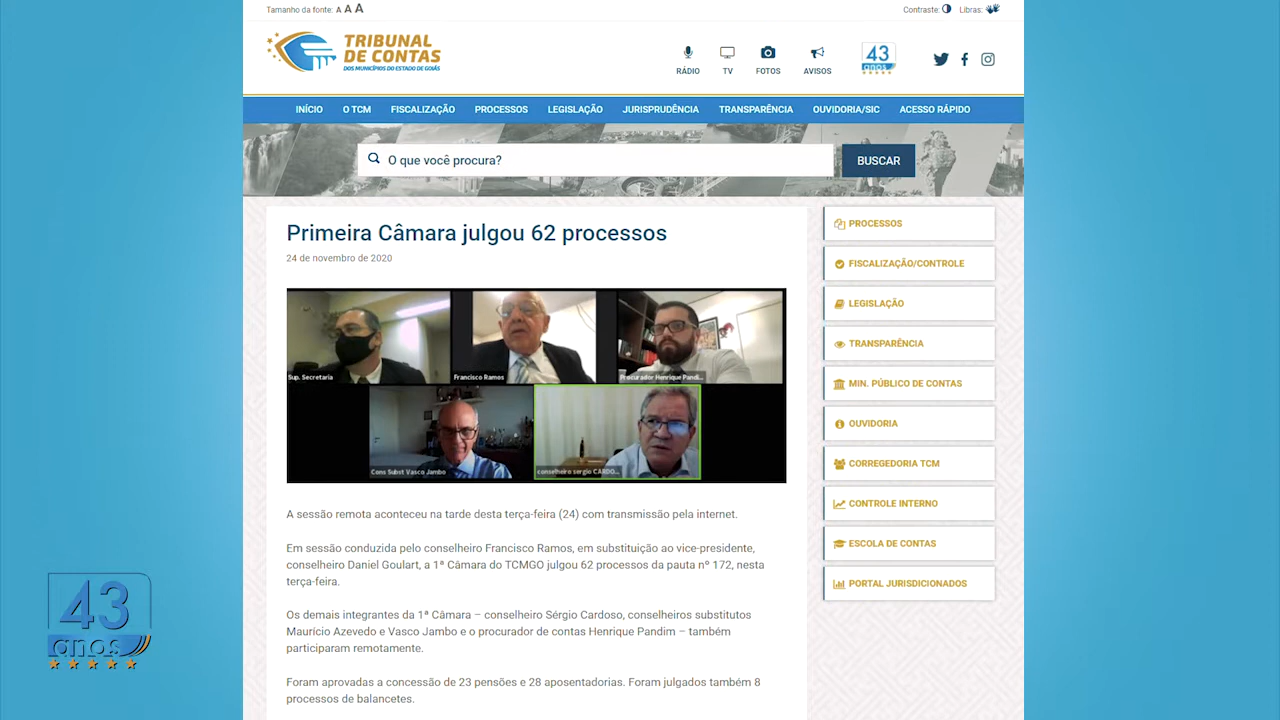 Tamanho da fonte: A A A
Contraste: Libras:
TRIBUNAL
DE CONTAS
DOS MUNICÍPIOS DO ESTADO DE GOIÁS
RÁDIO
TV
FOTOS
AVISOS
43
anos
INÍCIO O TCM FISCALIZAÇÃO PROCESSOS LEGISLAÇÃO JURISPRUDÊNCIA TRANSPARÊNCIA OUVIDORIA/SIC ACESSO RÁPIDO
O que você procura?
BUSCAR
Primeira Câmara julgou 62 processos
24 de novembro de 2020
Sup. Secretaria
Francisco Ramos
Procurador Henrique Pandi...
Cons Subst Vasco Jambo
conselheiro sergio CARDO...
A sessão remota aconteceu na tarde desta terça-feira (24) com transmissão pela internet.
Em sessão conduzida pelo conselheiro Francisco Ramos, em substituição ao vice-presidente,
conselheiro Daniel Goulart, a 1ª Câmara do TCMGO julgou 62 processos da pauta nº 172, nesta
terça-feira.
Os demais integrantes da 1ª Câmara – conselheiro Sérgio Cardoso, conselheiros substitutos
Maurício Azevedo e Vasco Jambo e o procurador de contas Henrique Pandim – também
participaram remotamente.
Foram aprovadas a concessão de 23 pensões e 28 aposentadorias. Foram julgados também 8
processos de balancetes.
PROCESSOS
FISCALIZAÇÃO/CONTROLE
LEGISLAÇÃO
TRANSPARÊNCIA
MIN. PÚBLICO DE CONTAS
OUVIDORIA
CORREGEDORIA TCM
CONTROLE INTERNO
ESCOLA DE CONTAS
PORTAL JURISDICIONADOS
43
anos